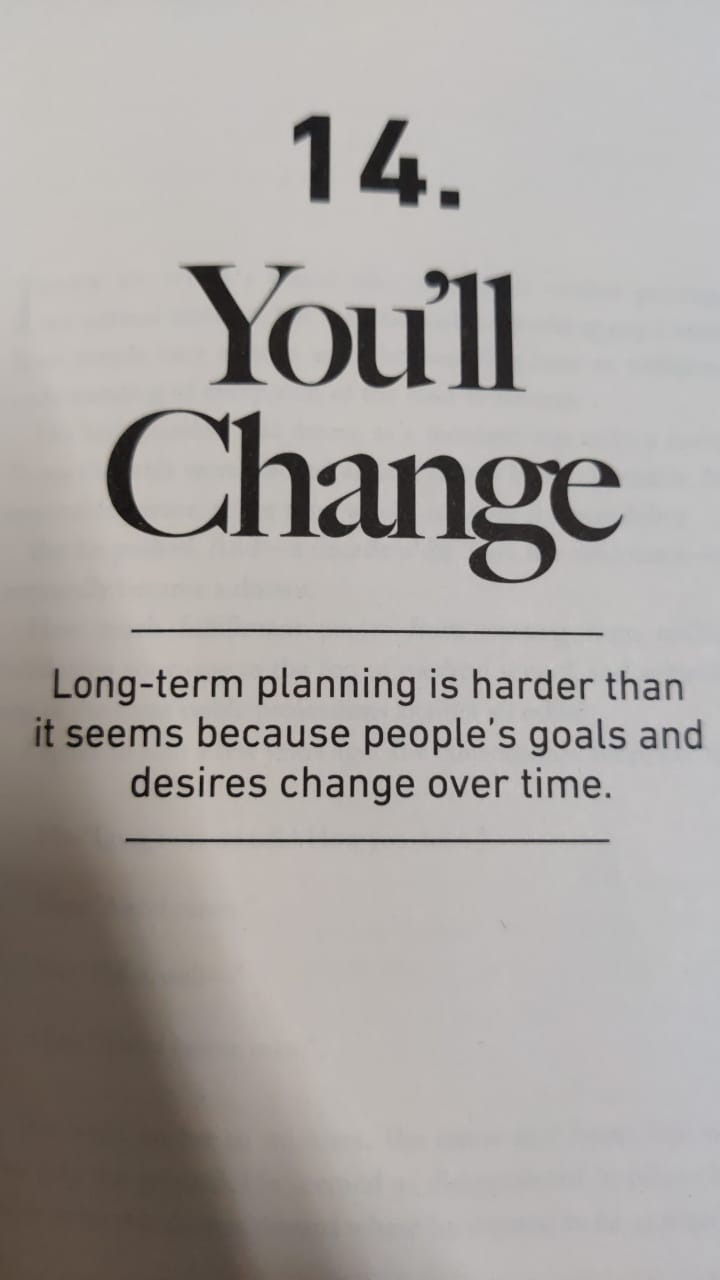 14.
You'll
Change
Long-term planning is harder than
it seems because people's goals and
desires change over time.